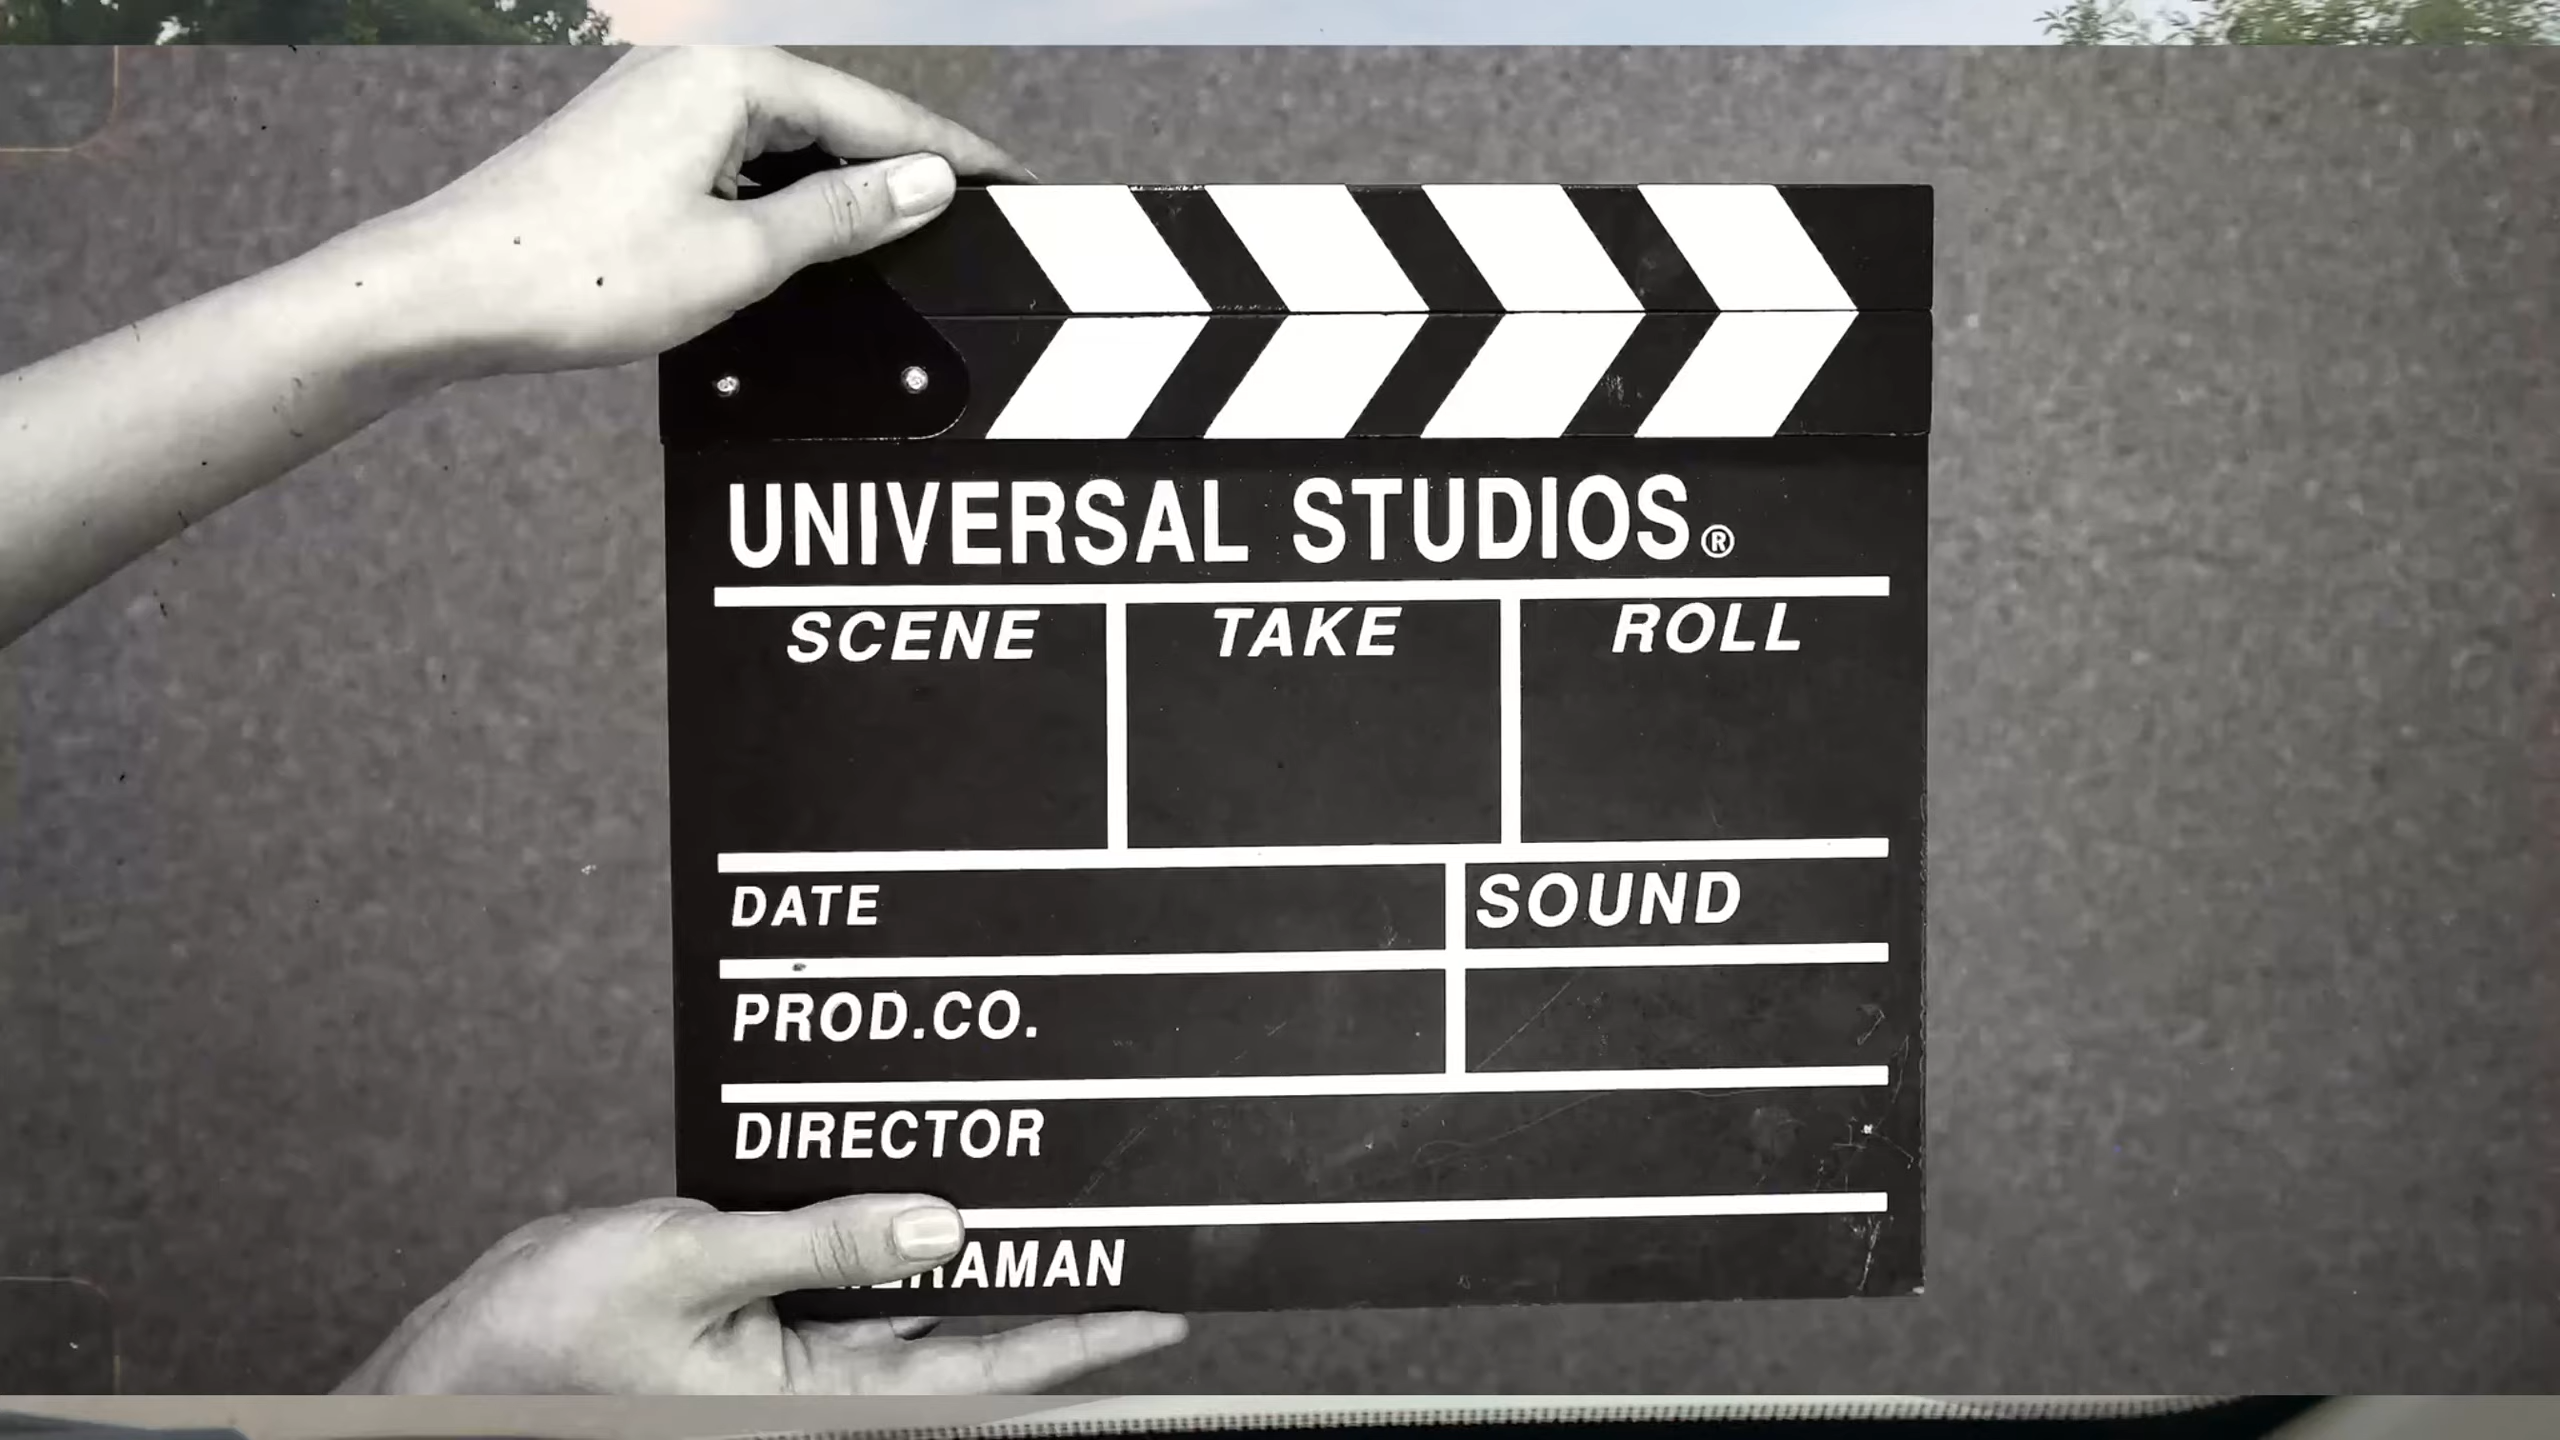 UNIVERSAL STUDIOS®
SCENE TAKE ROLL
DATE SOUND
PROD.CO.
DIRECTOR